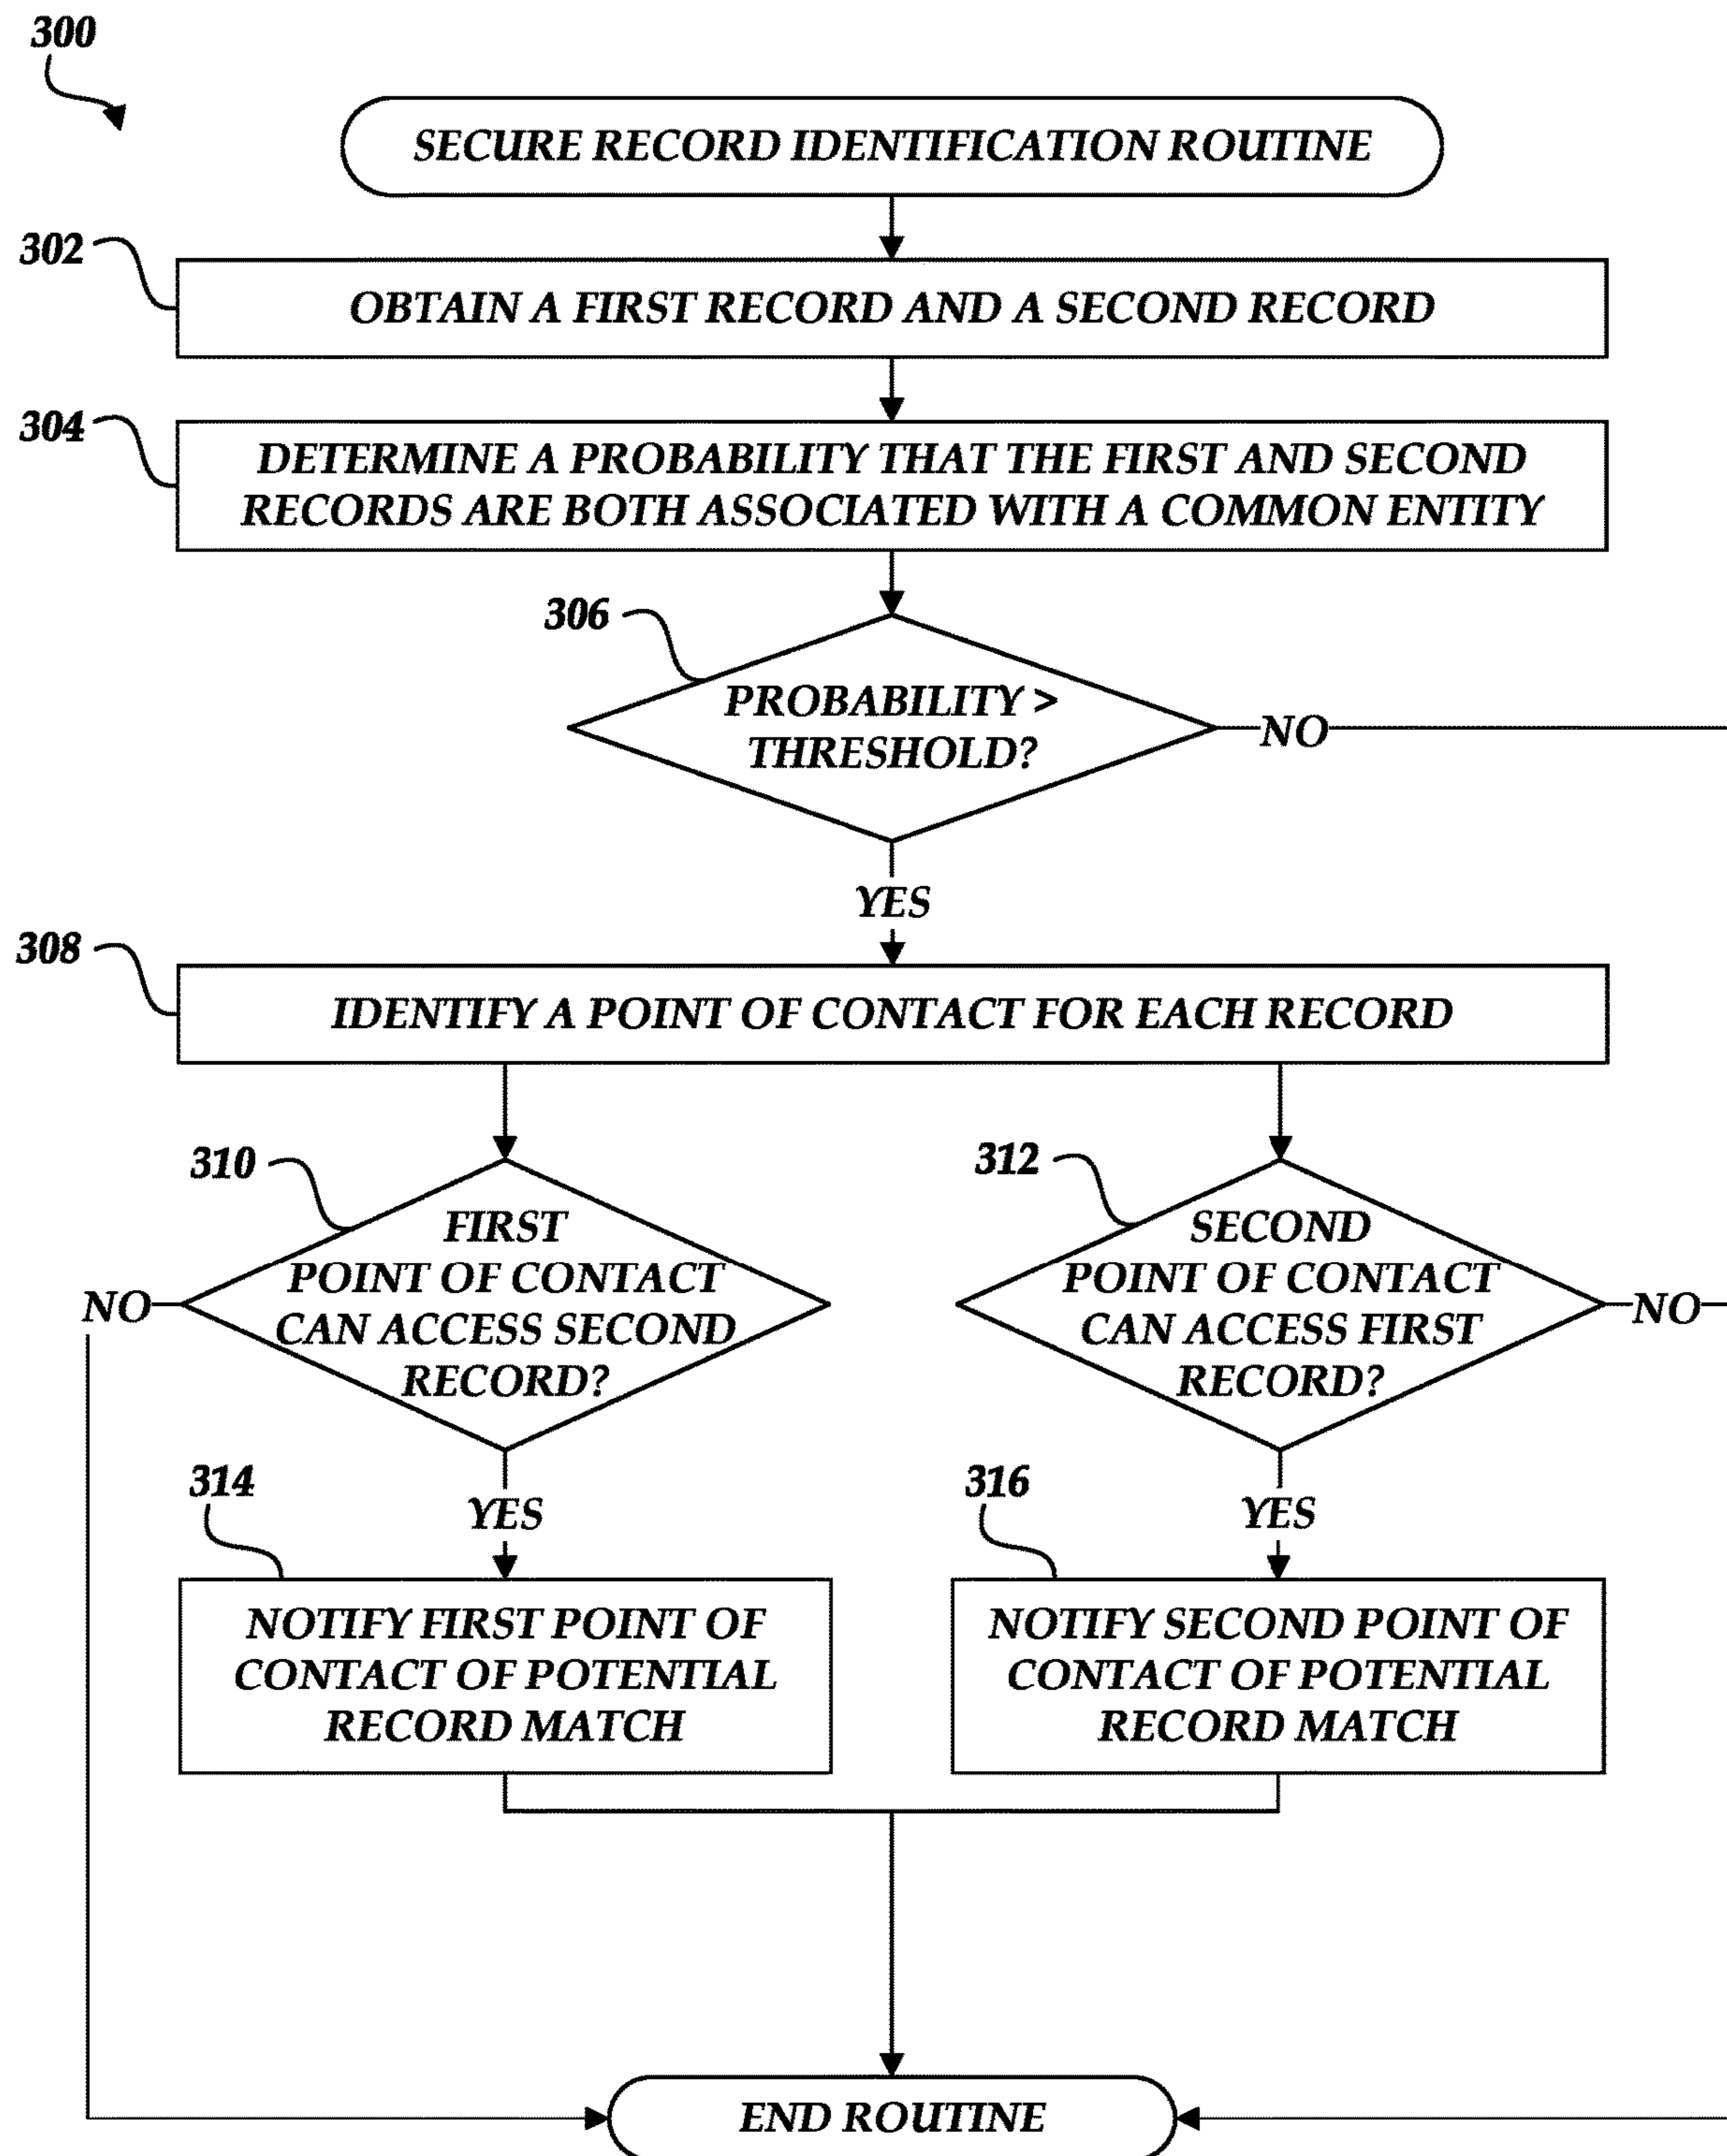 300
SECURE RECORD IDENTIFICATION ROUTINE
302
OBTAIN A FIRST RECORD AND A SECOND RECORD
304
DETERMINE A PROBABILITY THAT THE FIRST AND SECOND
RECORDS ARE BOTH ASSOCIATED WITH A COMMON ENTITY
306
PROBABILITY >
THRESHOLD?
NO
YES
308
IDENTIFY A POINT OF CONTACT FOR EACH RECORD
310
FIRST
POINT OF CONTACT
CAN ACCESS SECOND
RECORD?
NO
YES
312
SECOND
POINT OF CONTACT
CAN ACCESS FIRST
RECORD?
NO
YES
314
NOTIFY FIRST POINT OF
CONTACT OF POTENTIAL
RECORD MATCH
316
NOTIFY SECOND POINT OF
CONTACT OF POTENTIAL
RECORD MATCH
END ROUTINE